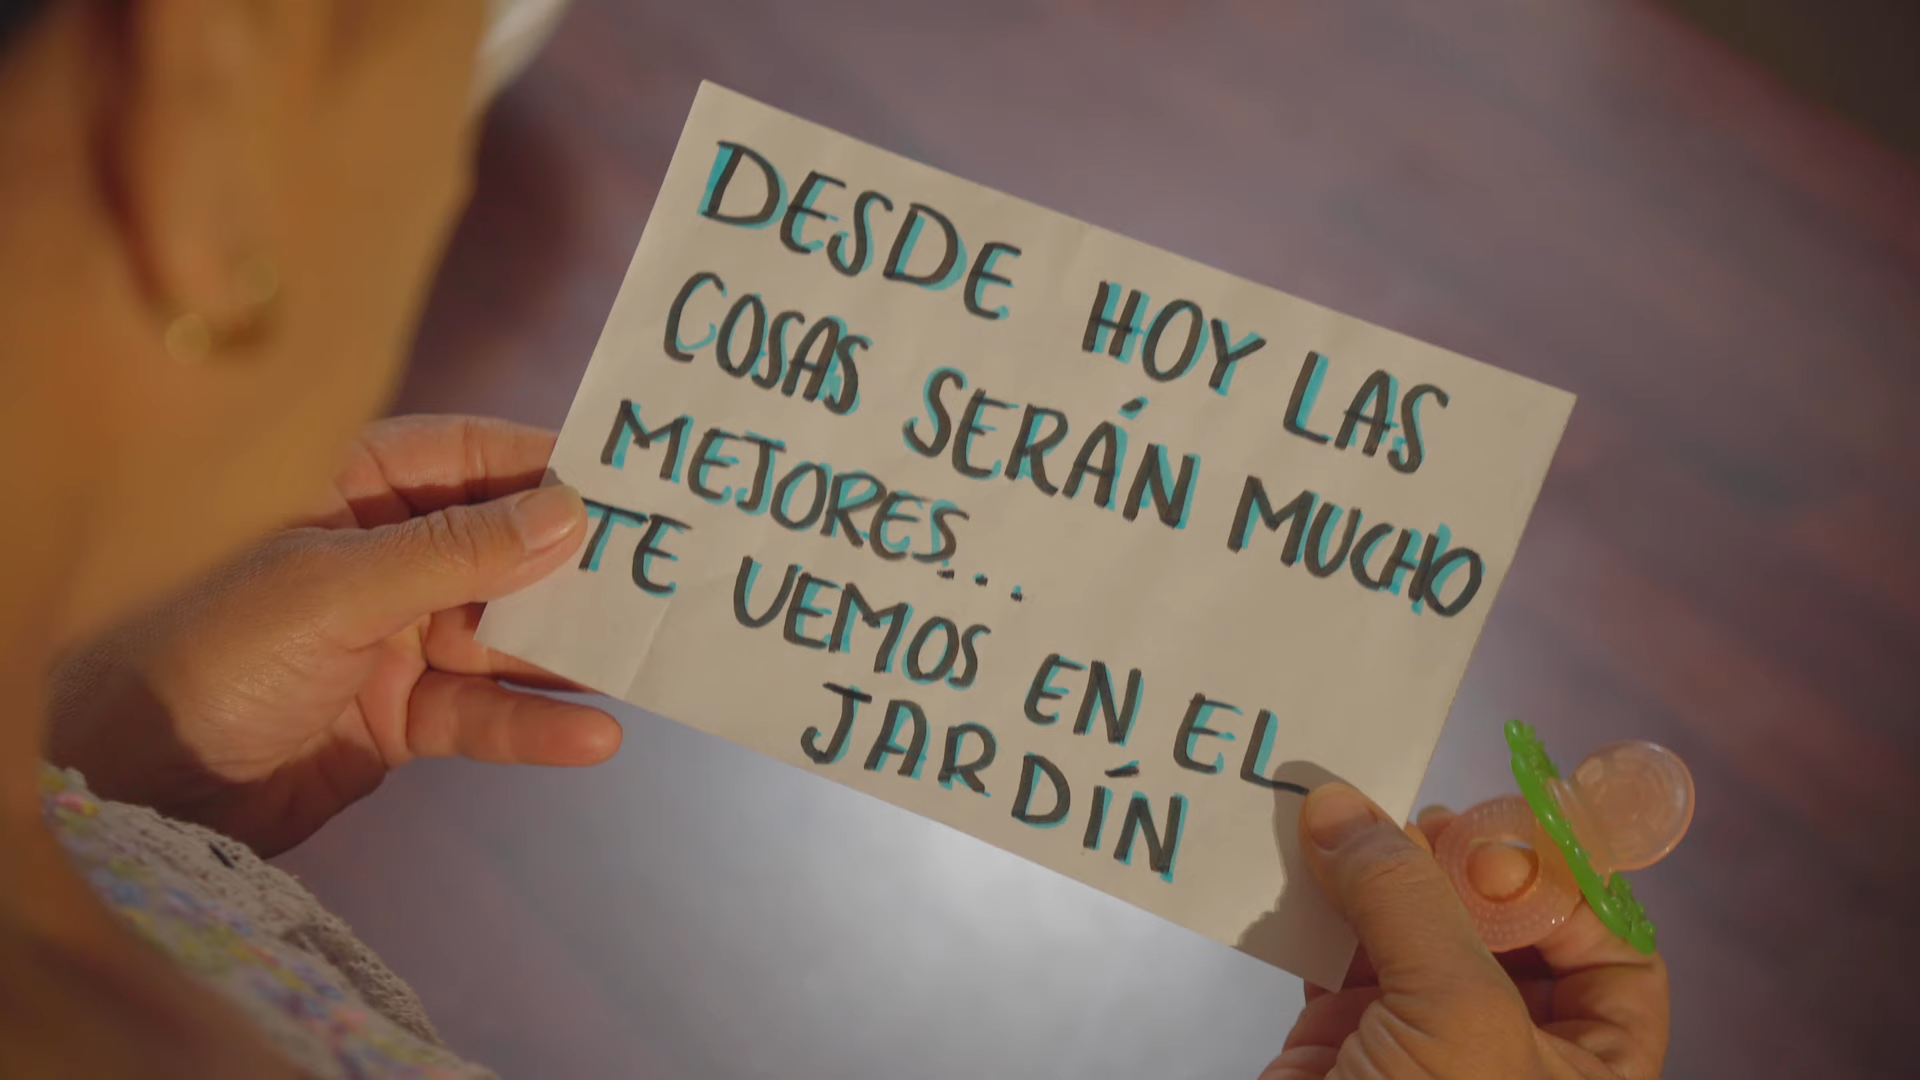 DESDE HOY LAS
COSAS SERÁN MUCHO
MEJORES...
TE VEMOS EN EL
JARDÍN